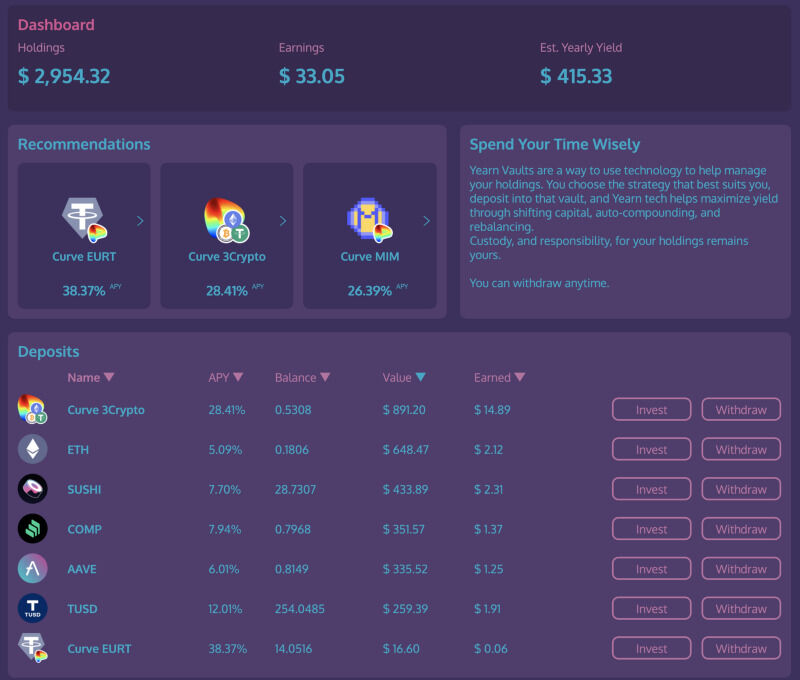 Dashboard
Holdings Earnings Est. Yearly Yield
$ 2,954.32 $ 33.05 $ 415.33
Recommendations
Curve EURT Curve 3Crypto Curve MIM
38.37% APY 28.41% APY 26.39% APY
Spend Your Time Wisely
Yearn Vaults are a way to use technology to help manage
your holdings. You choose the strategy that best suits you,
deposit into that vault, and Yearn tech helps maximize yield
through shifting capital, auto-compounding, and
rebalancing.
Custody, and responsibility, for your holdings remains
yours.
You can withdraw anytime.
Deposits
Name APY Balance Value Earned
Curve 3Crypto 28.41% 0.5308 $ 891.20 $ 14.89 Invest Withdraw
ETH 5.09% 0.1806 $ 648.47 $ 2.12 Invest Withdraw
SUSHI 7.70% 28.7307 $ 433.89 $ 2.31 Invest Withdraw
COMP 7.94% 0.7968 $ 351.57 $ 1.37 Invest Withdraw
AAVE 6.01% 0.8149 $ 335.52 $ 1.25 Invest Withdraw
TUSD TUSD 12.01% 254.0485 $ 259.39 $ 1.91 Invest Withdraw
Curve EURT 38.37% 14.0516 $ 16.60 $ 0.06 Invest Withdraw